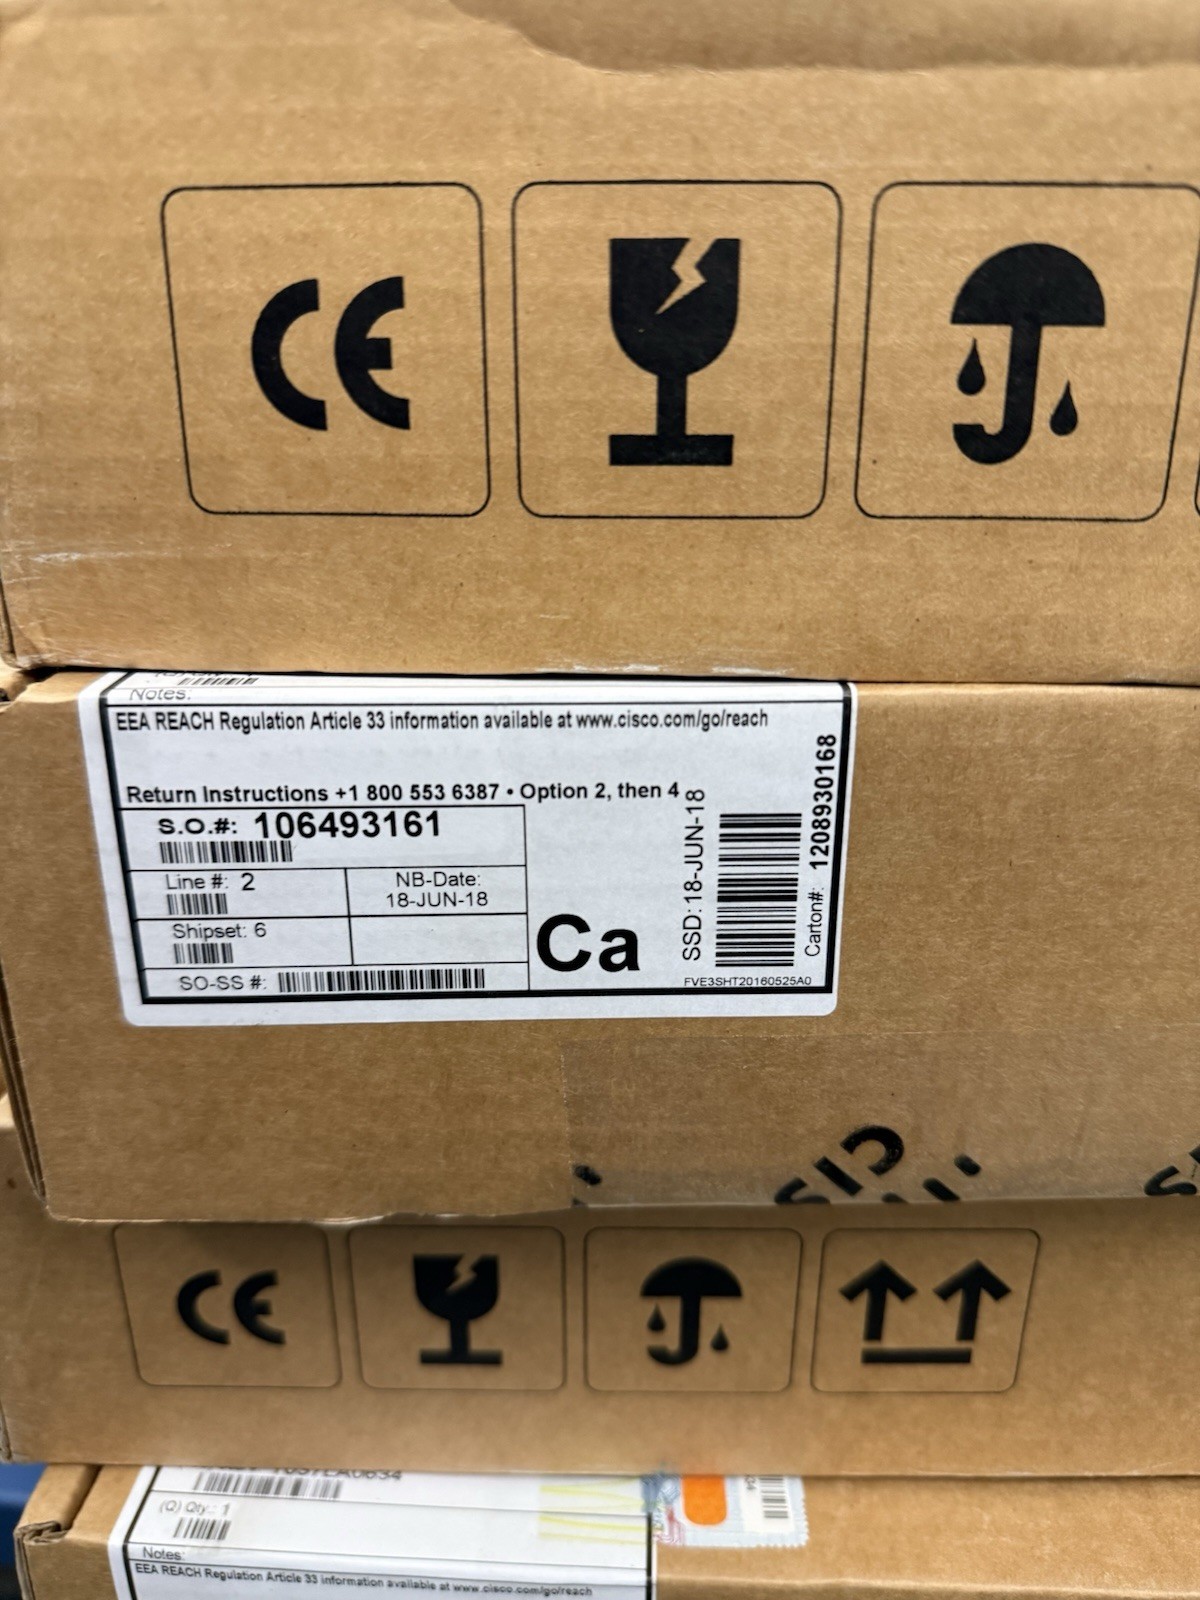 CE
Notes:
EEA REACH Regulation Article 33 information available at www.cisco.com/go/reach
Return Instructions +1 800 553 6387 • Option 2, then 4
S.O.#: 106493161
Line #: 2
NB-Date:
18-JUN-18
Shipset: 6
SO-SS #:
Ca
SSD:18-JUN-18
Carton#: 1208930168
FVE3SHT20160525A0
CE
(Q) Qty.: 1
Notes:
EEA REACH Regulation Article 33 information available at www.cisco.com/go/reach